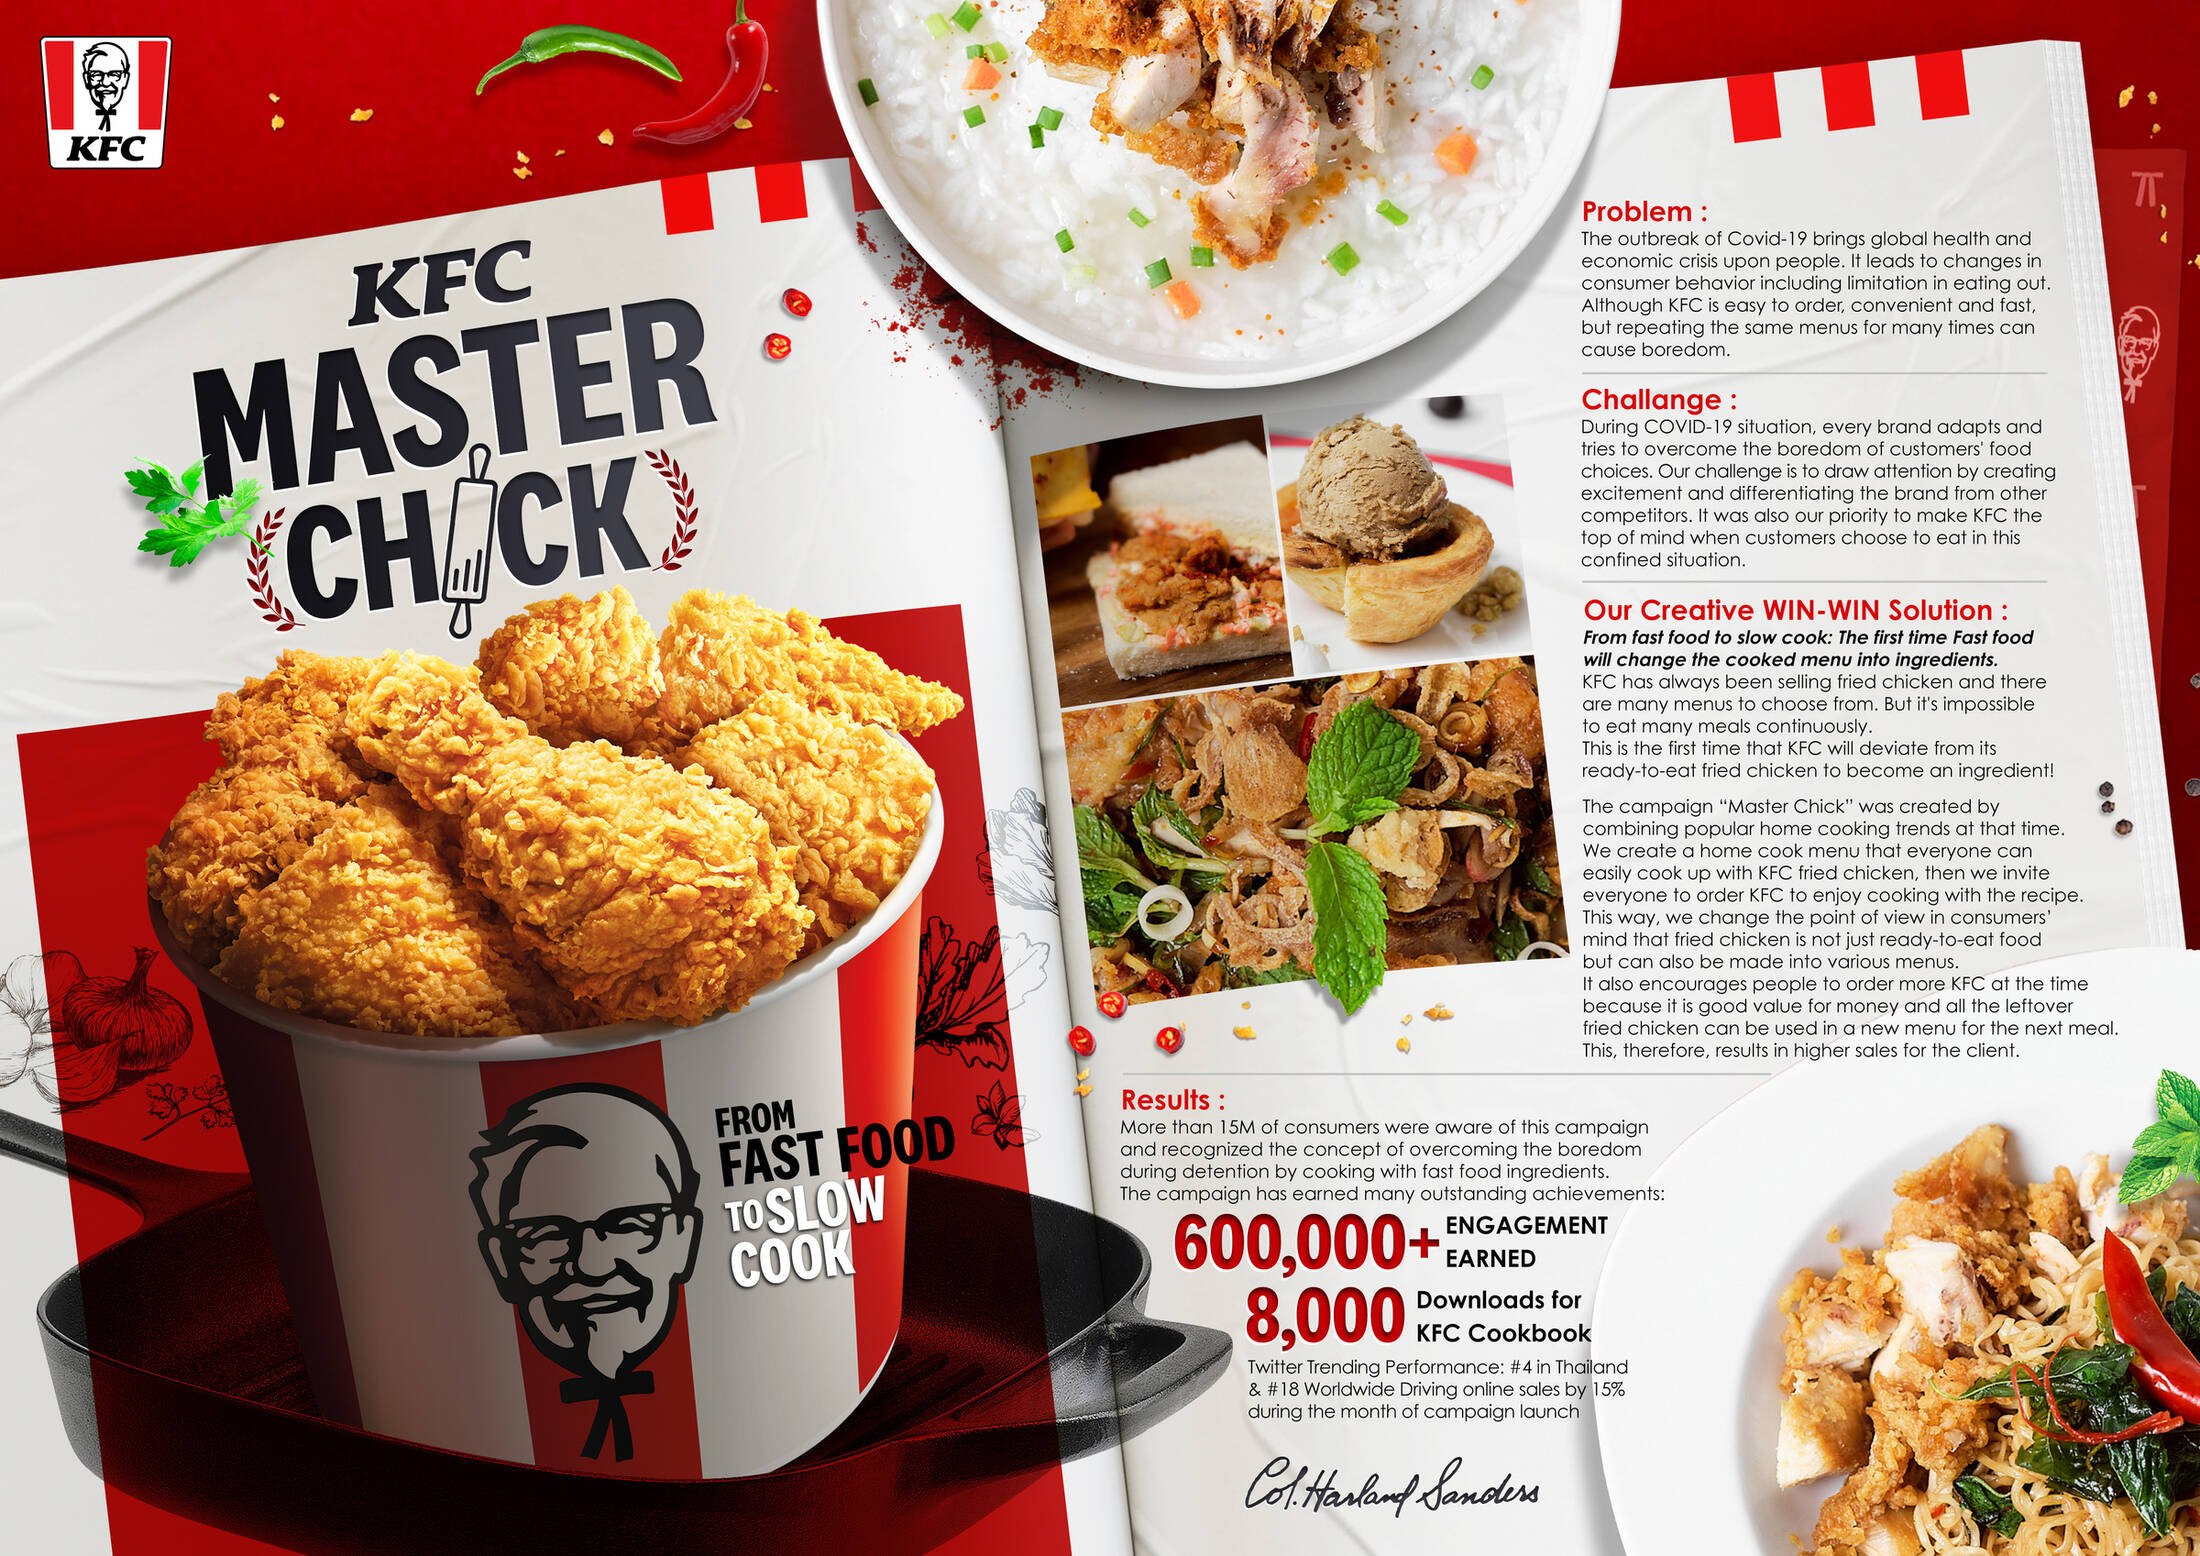 KFC
KFC
MASTER
CHICK
FROM
FAST FOOD
TO SLOW
COOK
Problem :
The outbreak of Covid-19 brings global health and
economic crisis upon people. It leads to changes in
consumer behavior including limitation in eating out.
Although KFC is easy to order, convenient and fast,
but repeating the same menus for many times can
cause boredom.
Challange :
During COVID-19 situation, every brand adapts and
tries to overcome the boredom of customers' food
choices. Our challenge is to draw attention by creating
excitement and differentiating the brand from other
competitors. It was also our priority to make KFC the
top of mind when customers choose to eat in this
confined situation.
Our Creative WIN-WIN Solution :
From fast food to slow cook: The first time Fast food
will change the cooked menu into ingredients.
KFC has always been selling fried chicken and there
are many menus to choose from. But it's impossible
to eat many meals continuously.
This is the first time that KFC will deviate from its
ready-to-eat fried chicken to become an ingredient!
The campaign “Master Chick” was created by
combining popular home cooking trends at that time.
We create a home cook menu that everyone can
easily cook up with KFC fried chicken, then we invite
everyone to order KFC to enjoy cooking with the recipe.
This way, we change the point of view in consumers’
mind that fried chicken is not just ready-to-eat food
but can also be made into various menus.
It also encourages people to order more KFC at the time
because it is good value for money and all the leftover
fried chicken can be used in a new menu for the next meal.
This, therefore, results in higher sales for the client.
Results :
More than 15M of consumers were aware of this campaign
and recognized the concept of overcoming the boredom
during detention by cooking with fast food ingredients.
The campaign has earned many outstanding achievements:
600,000+ ENGAGEMENT
EARNED
8,000 Downloads for
KFC Cookbook
Twitter Trending Performance: #4 in Thailand
& #18 Worldwide Driving online sales by 15%
during the month of campaign launch
Col. Harland Sanders